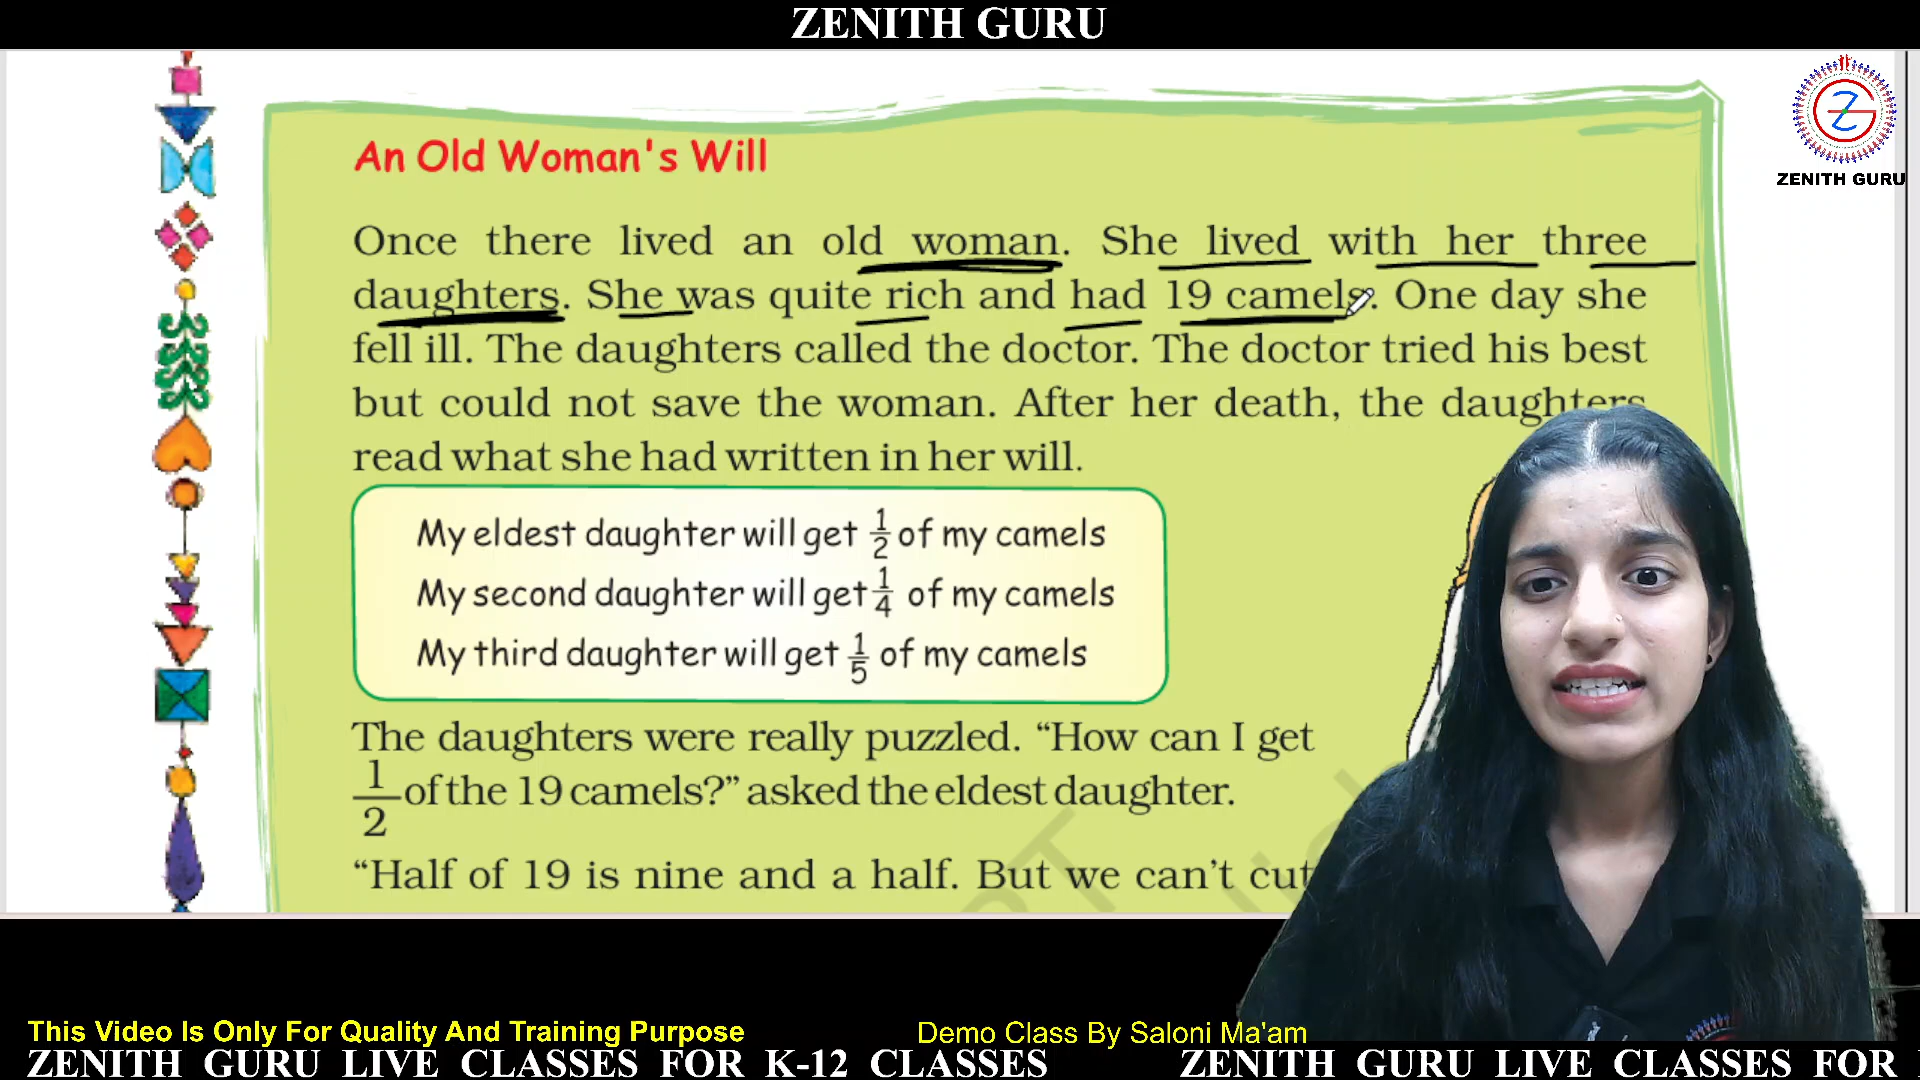 ZENITH GURU
ZENITH GURU
An Old Woman's Will
Once there lived an old woman. She lived with her three
daughters. She was quite rich and had 19 camels. One day she
fell ill. The daughters called the doctor. The doctor tried his best
but could not save the woman. After her death, the daughters
read what she had written in her will.
My eldest daughter will get 1/2 of my camels
My second daughter will get 1/4 of my camels
My third daughter will get 1/5 of my camels
The daughters were really puzzled. “How can I get
1/2 of the 19 camels?” asked the eldest daughter.
“Half of 19 is nine and a half. But we can’t cut
This Video Is Only For Quality And Training Purpose
Demo Class By Saloni Ma'am
ZENITH GURU LIVE CLASSES FOR K-12 CLASSES ZENITH GURU LIVE CLASSES FOR